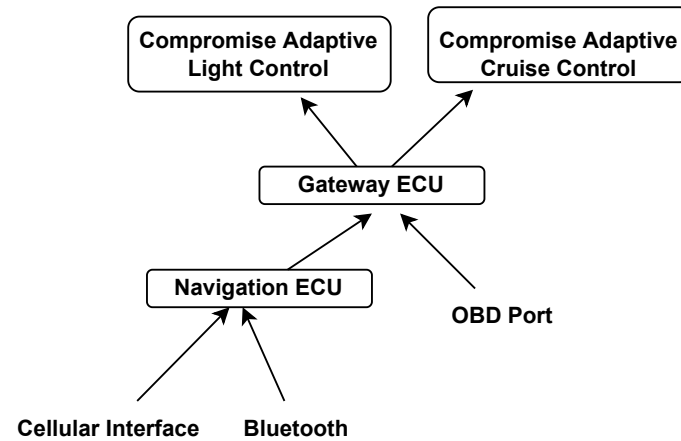 Compromise Adaptive
Light Control
Compromise Adaptive
Cruise Control
Gateway ECU
Navigation ECU
OBD Port
Cellular Interface
Bluetooth